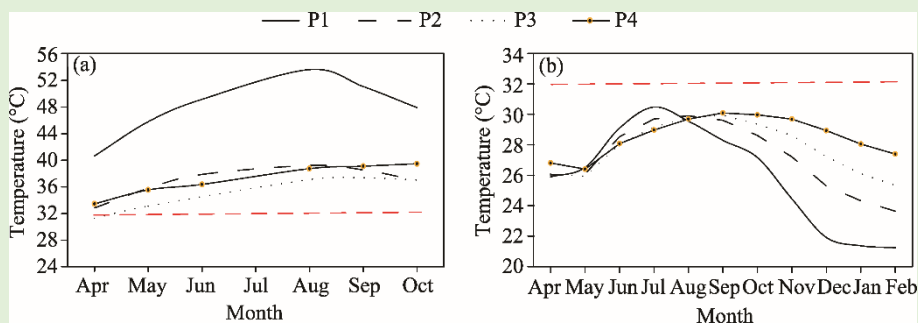 P1 P2 P3 P4
(a)
56
52
48
44
40
36
32
28
24
Temperature (°C)
Apr May Jun Jul Aug Sep Oct
Month
(b)
34
32
30
28
26
24
22
20
Temperature (°C)
Apr May Jun Jul Aug Sep Oct Nov Dec Jan Feb
Month